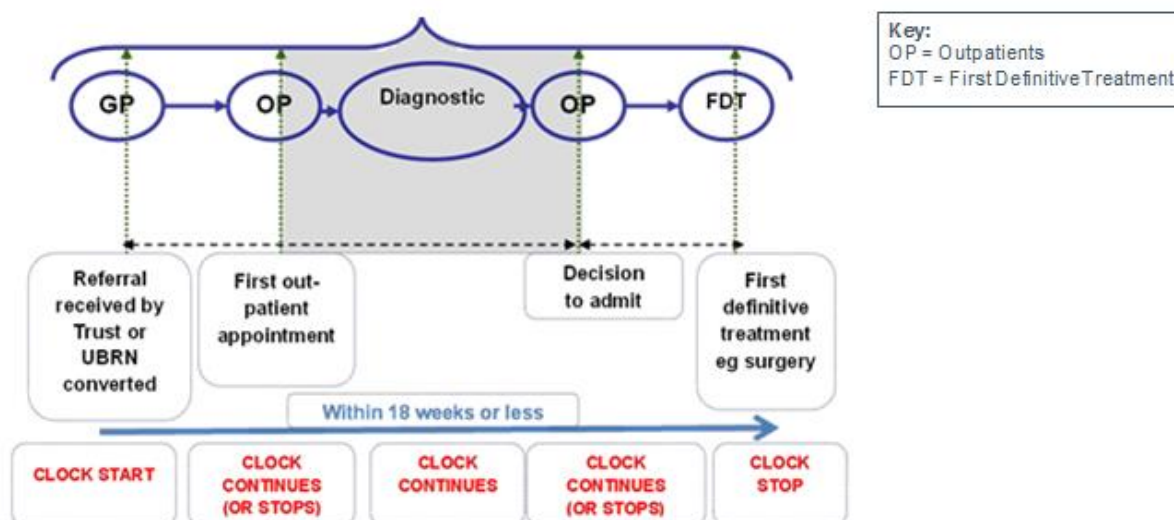 Key:
OP = Outpatients
FDT = First Definitive Treatment
GP
OP
Diagnostic
OP
FDT
Referral
received by
Trust or
UBRN
converted
First out-
patient
appointment
Decision
to admit
First
definitive
treatment
eg surgery
Within 18 weeks or less
CLOCK START
CLOCK
CONTINUES
(OR STOPS)
CLOCK
CONTINUES
CLOCK
CONTINUES
(OR STOPS)
CLOCK
STOP